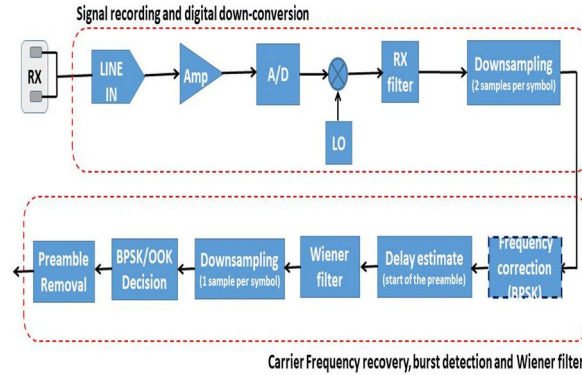 Signal recording and digital down-conversion
RX
LINE
IN
Amp
A/D
LO
RX
filter
Downsampling
(2 samples per symbol)
Preamble
Removal
BPSK/OOK
Decision
Downsampling
(1 sample per symbol)
Wiener
filter
Delay estimate
(start of the preamble)
Frequency
correction
(BPSK)
Carrier Frequency recovery, burst detection and Wiener filter